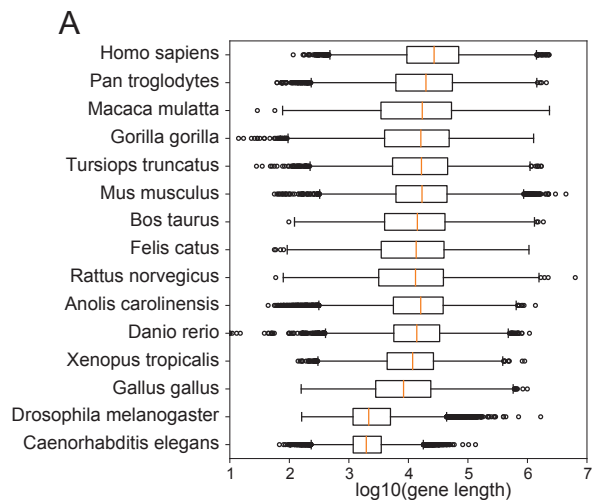 A
Homo sapiens
Pan troglodytes
Macaca mulatta
Gorilla gorilla
Tursiops truncatus
Mus musculus
Bos taurus
Felis catus
Rattus norvegicus
Anolis carolinensis
Danio rerio
Xenopus tropicalis
Gallus gallus
Drosophila melanogaster
Caenorhabditis elegans
1 2 3 4 5 6 7
log10(gene length)